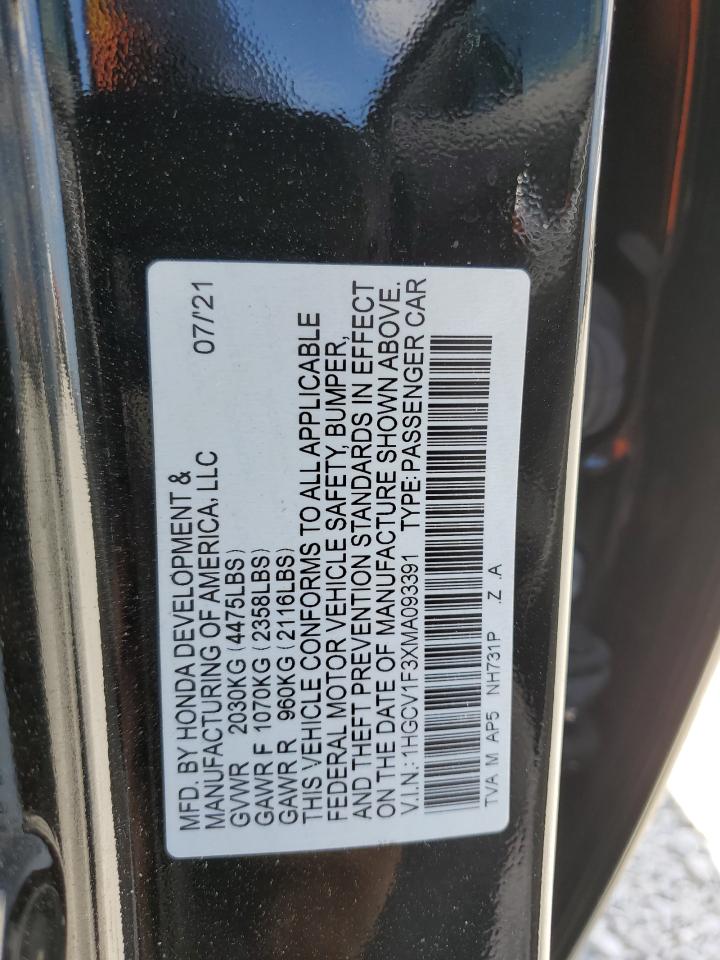 MFD. BY HONDA DEVELOPMENT &
MANUFACTURING OF AMERICA, LLC 07/'21
GVWR 2030KG (4475LBS)
GAWR F 1070KG (2358LBS)
GAWR R 960KG (2116LBS)
THIS VEHICLE CONFORMS TO ALL APPLICABLE
FEDERAL MOTOR VEHICLE SAFETY, BUMPER,
AND THEFT PREVENTION STANDARDS IN EFFECT
ON THE DATE OF MANUFACTURE SHOWN ABOVE.
V.I.N.: 1HGCV1F3XMA093391 TYPE: PASSENGER CAR
TVA M AP5 NH731P .Z .A